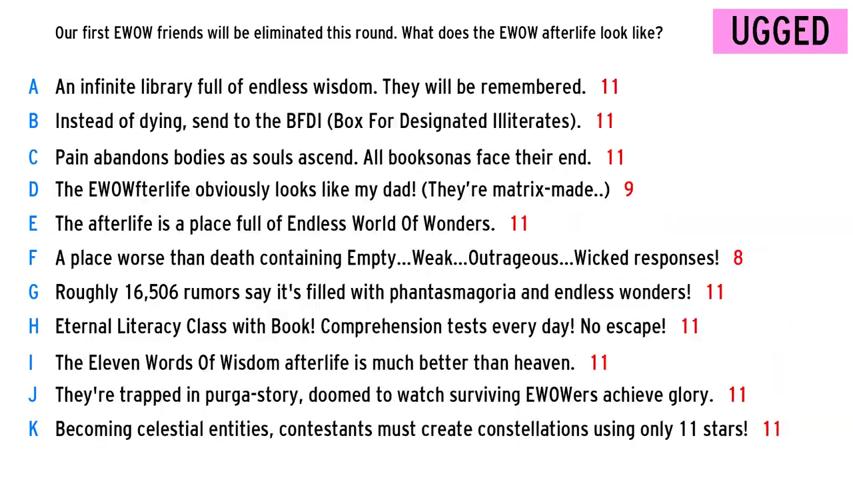 Our first EWOW friends will be eliminated this round. What does the EWOW afterlife look like?
UGGED
A An infinite library full of endless wisdom. They will be remembered. 11
B Instead of dying, send to the BFDI (Box For Designated Illiterates). 11
C Pain abandons bodies as souls ascend. All booksonas face their end. 11
D The EWOWfterlife obviously looks like my dad! (They're matrix-made..) 9
E The afterlife is a place full of Endless World Of Wonders. 11
F A place worse than death containing Empty...Weak...Outrageous...Wicked responses! 8
G Roughly 16,506 rumors say it's filled with phantasmagoria and endless wonders! 11
H Eternal Literacy Class with Book! Comprehension tests every day! No escape! 11
I The Eleven Words Of Wisdom afterlife is much better than heaven. 11
J They're trapped in purga-story, doomed to watch surviving EWOWers achieve glory. 11
K Becoming celestial entities, contestants must create constellations using only 11 stars! 11